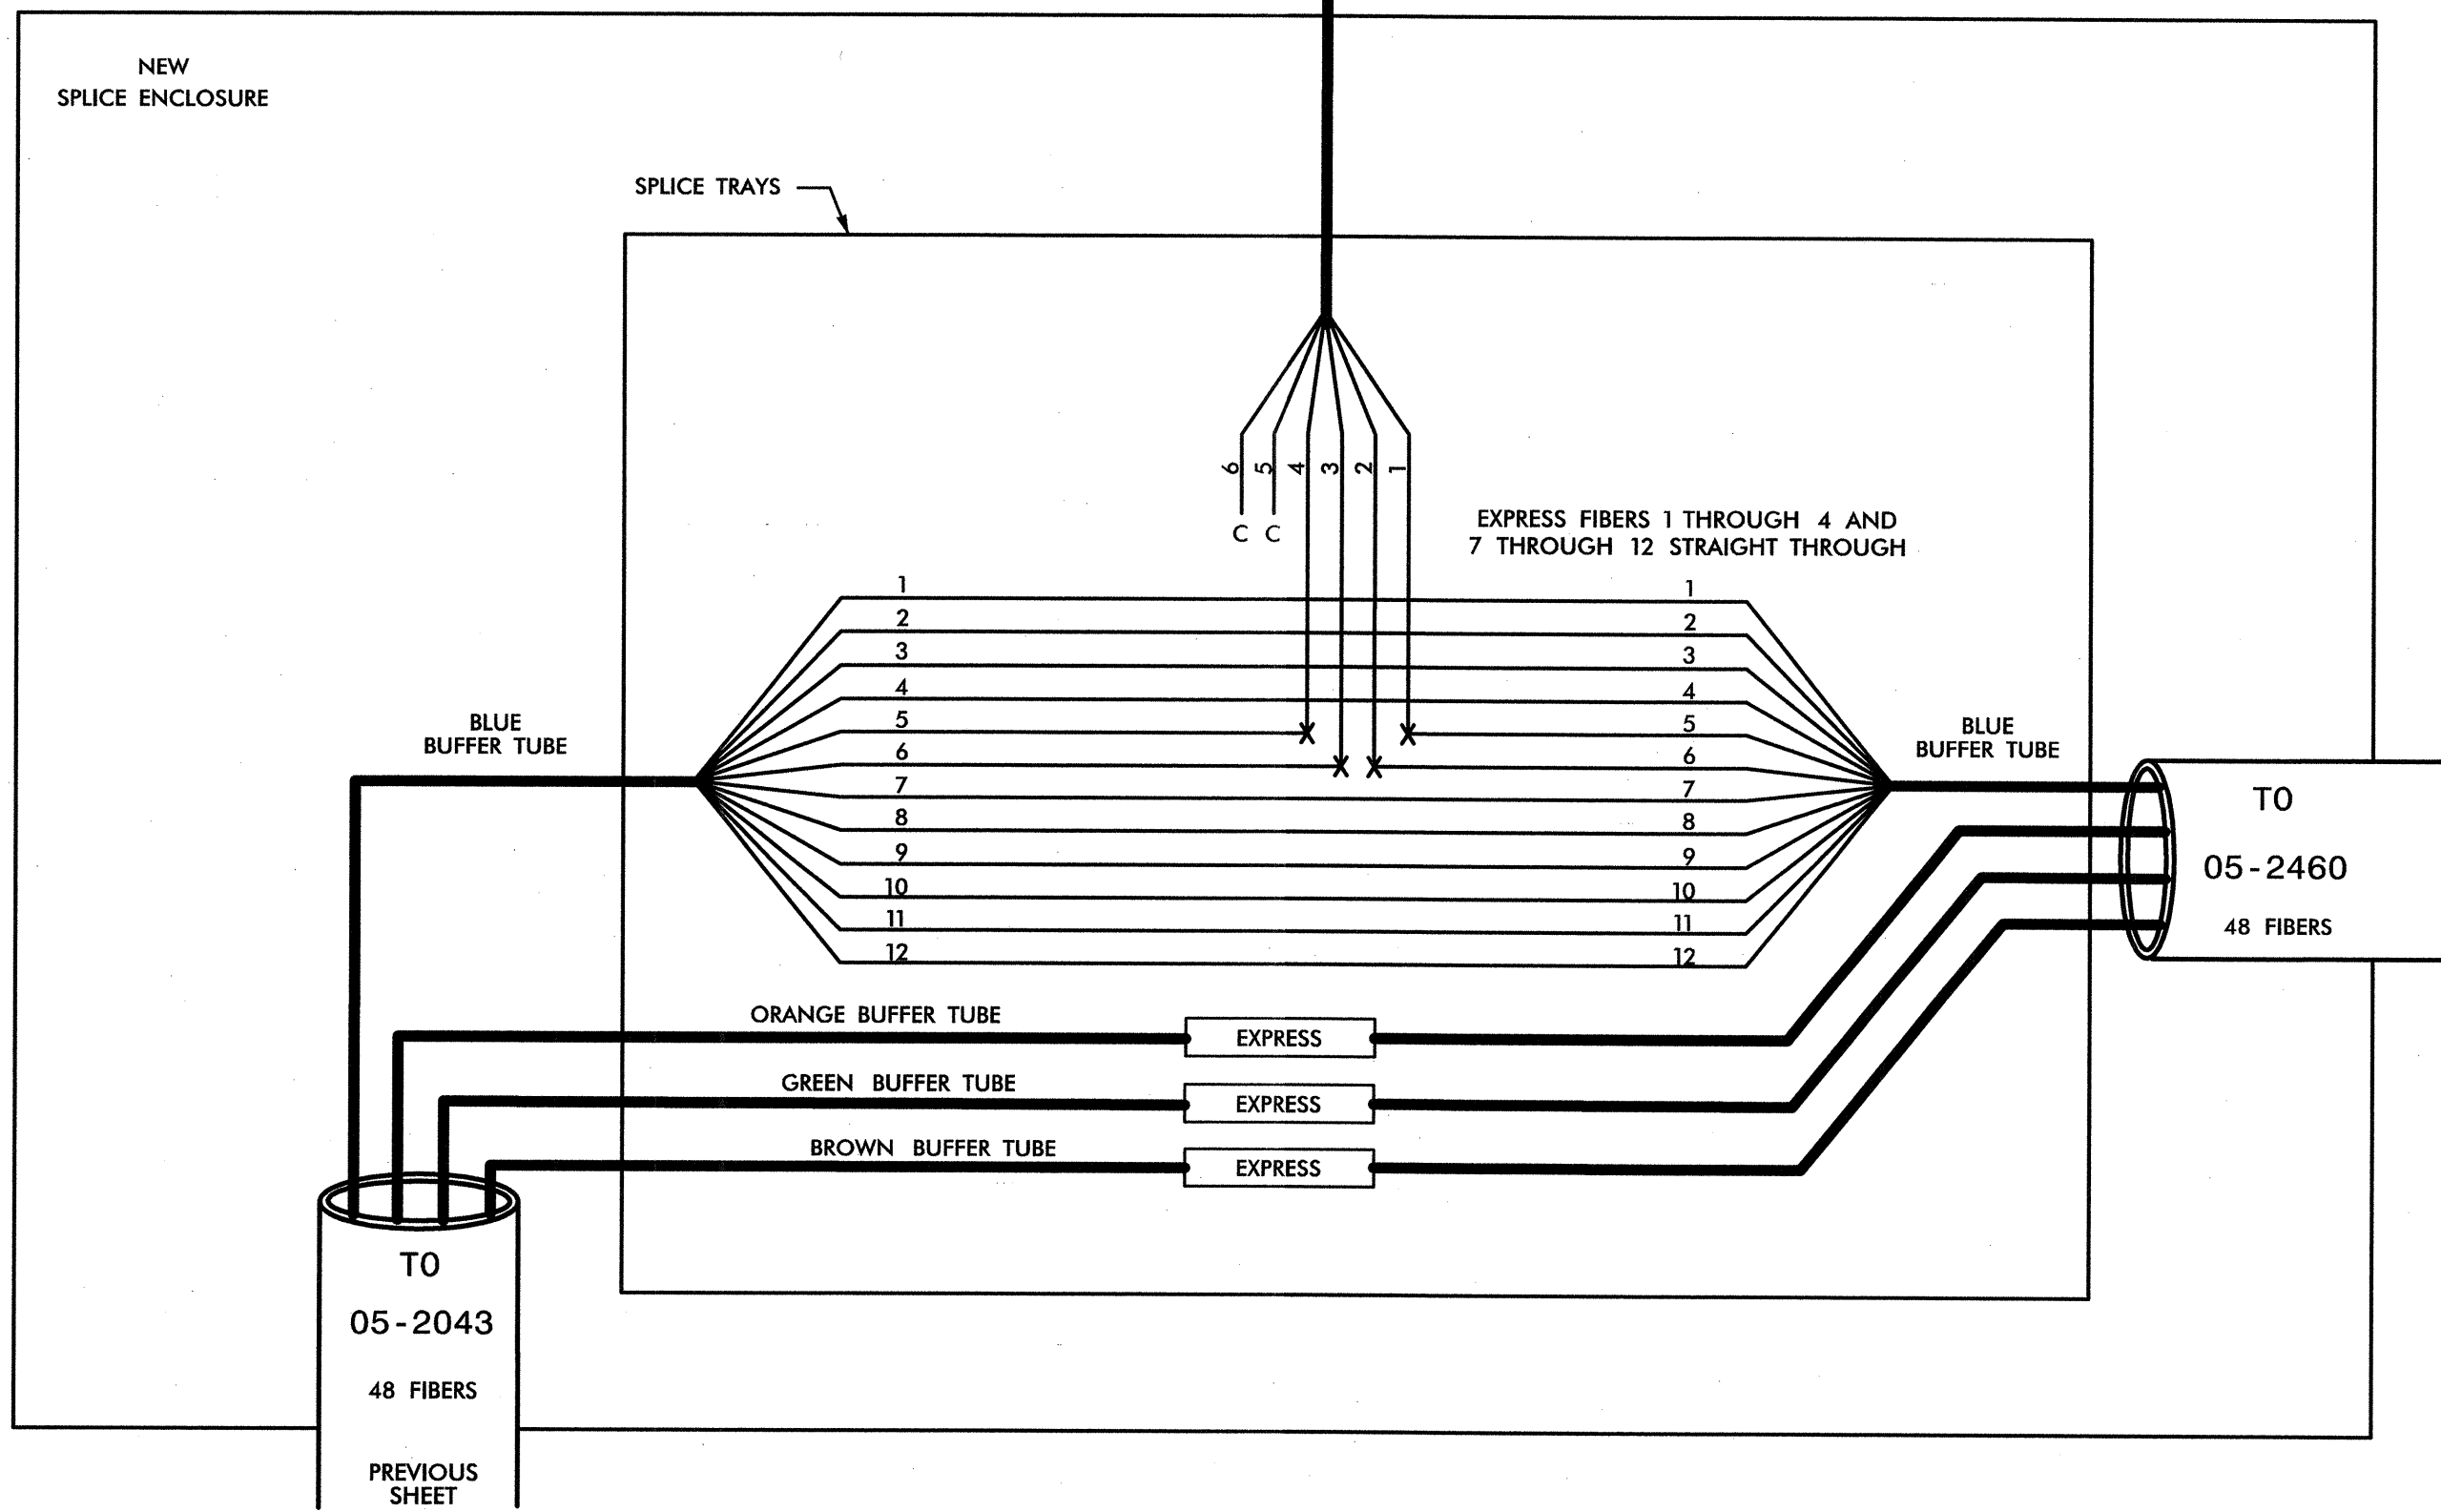 NEW
SPLICE ENCLOSURE
SPLICE TRAYS
6 5 4 3 2 1
C C
EXPRESS FIBERS 1 THROUGH 4 AND
7 THROUGH 12 STRAIGHT THROUGH
1 1
2 2
3 3
4 4
5 5
6 6
7 7
8 8
9 9
10 10
11 11
12 12
BLUE
BUFFER TUBE
BLUE
BUFFER TUBE
TO
05-2460
48 FIBERS
ORANGE BUFFER TUBE
EXPRESS
GREEN BUFFER TUBE
EXPRESS
BROWN BUFFER TUBE
EXPRESS
TO
05-2043
48 FIBERS
PREVIOUS
SHEET